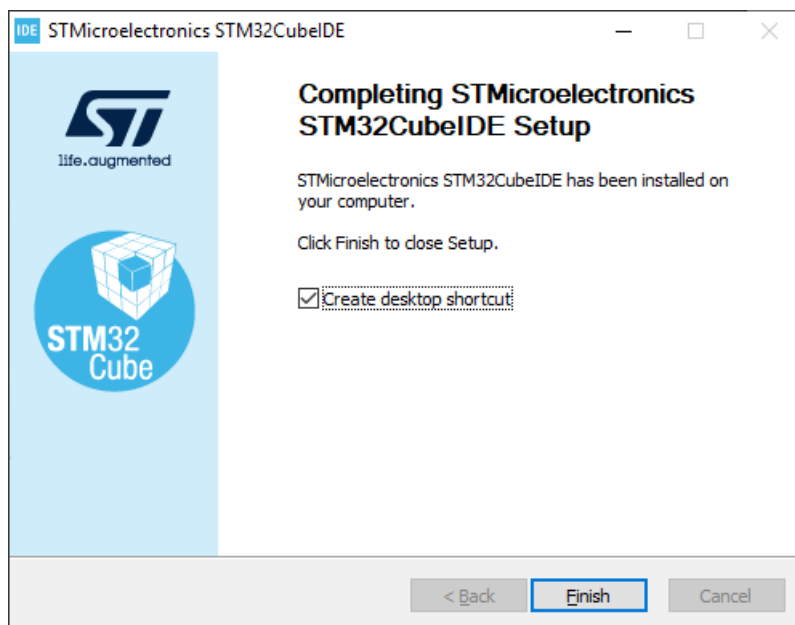 IDE STMicroelectronics STM32CubeIDE
ST
life.augmented
STM32
Cube
Completing STMicroelectronics
STM32CubeIDE Setup
STMicroelectronics STM32CubeIDE has been installed on
your computer.
Click Finish to close Setup.
Create desktop shortcut
< Back
Finish
Cancel